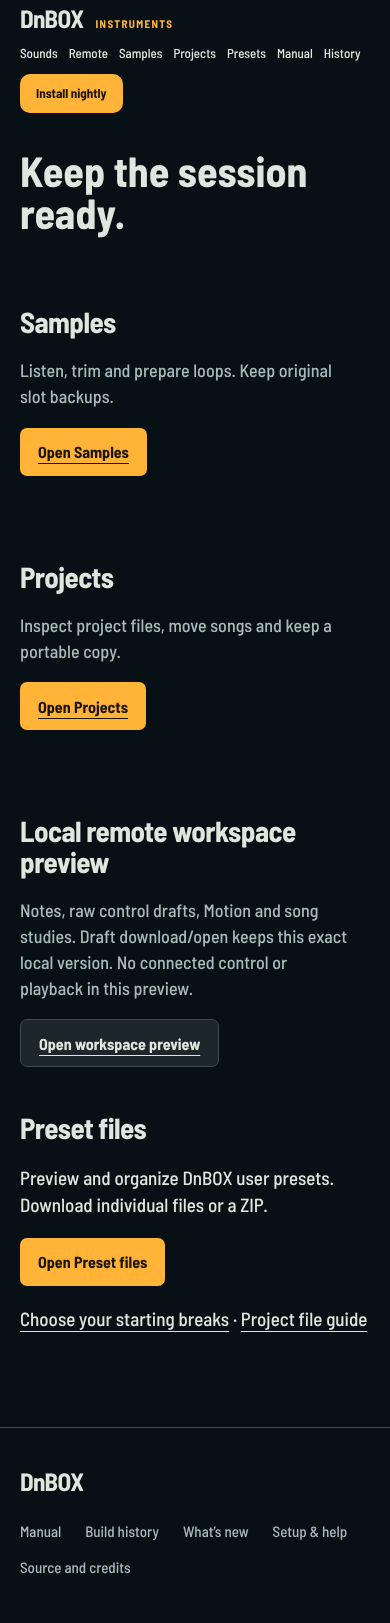 DnBOX INSTRUMENTS
Sounds Remote Samples Projects Presets Manual History
Install nightly
Keep the session
ready.
Samples
Listen, trim and prepare loops. Keep original
slot backups.
Open Samples
Projects
Inspect project files, move songs and keep a
portable copy.
Open Projects
Local remote workspace
preview
Notes, raw control drafts, Motion and song
studies. Draft download/open keeps this exact
local version. No connected control or
playback in this preview.
Open workspace preview
Preset files
Preview and organize DnBOX user presets.
Download individual files or a ZIP.
Open Preset files
Choose your starting breaks · Project file guide
DnBOX
Manual Build history What's new Setup & help
Source and credits